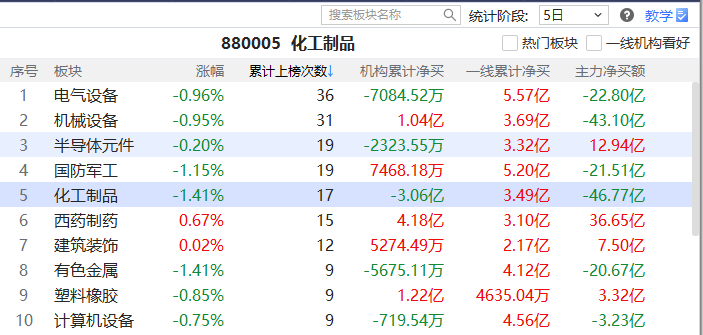 搜索板块名称 统计阶段: 5日 ? 教学
880005 化工制品 热门板块 一线机构看好
序号 板块 涨幅 累计上榜次数↓ 机构累计净买 一线累计净买 主力净买额
1 电气设备 -0.96% 36 -7084.52万 5.57亿 -22.80亿
2 机械设备 -0.95% 31 1.04亿 3.69亿 -43.10亿
3 半导体元件 -0.20% 19 -2323.55万 3.32亿 12.94亿
4 国防军工 -1.15% 19 7468.18万 5.20亿 -21.51亿
5 化工制品 -1.41% 17 -3.06亿 3.49亿 -46.77亿
6 西药制药 0.67% 15 4.18亿 3.10亿 36.65亿
7 建筑装饰 0.02% 12 5274.49万 2.17亿 7.50亿
8 有色金属 -1.41% 9 -5675.11万 4.12亿 -20.67亿
9 塑料橡胶 -0.85% 9 1.22亿 4635.04万 3.32亿
10 计算机设备 -0.75% 9 -719.54万 4.56亿 -3.23亿